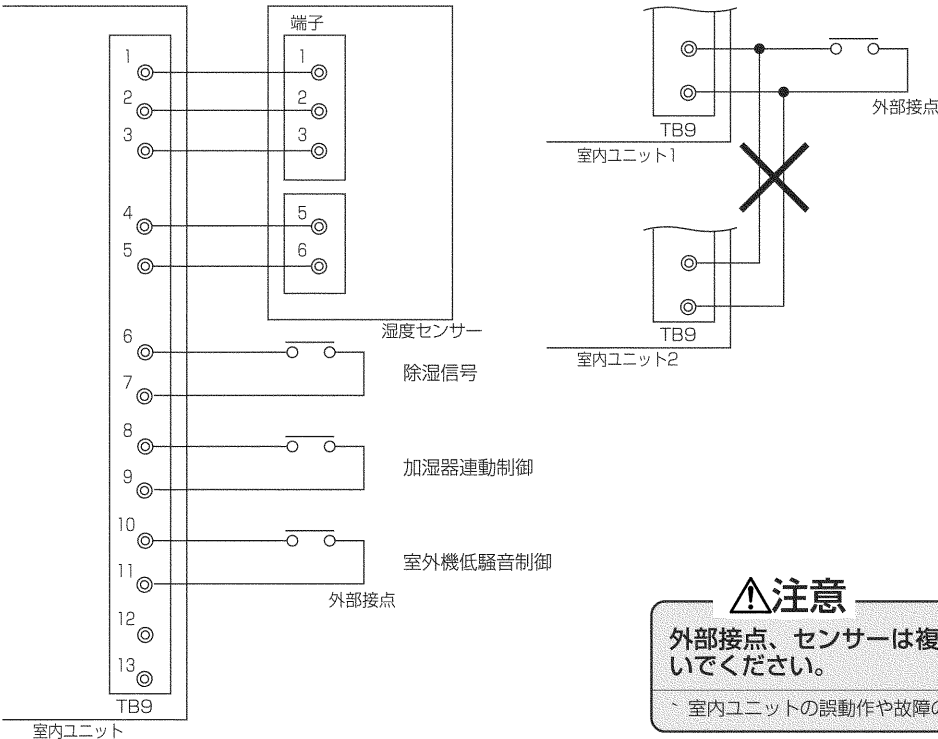 端子
1
2
3
4
5
6
7
8
9
10
11
12
13
TB9
室内ユニット
1
2
3
5
6
湿度センサー
除湿信号
加湿器連動制御
室外機低騒音制御
外部接点
TB9
室内ユニット1
外部接点
TB9
室内ユニット2
注意
外部接点、センサーは複
いでください。
室内ユニットの誤動作や故障の